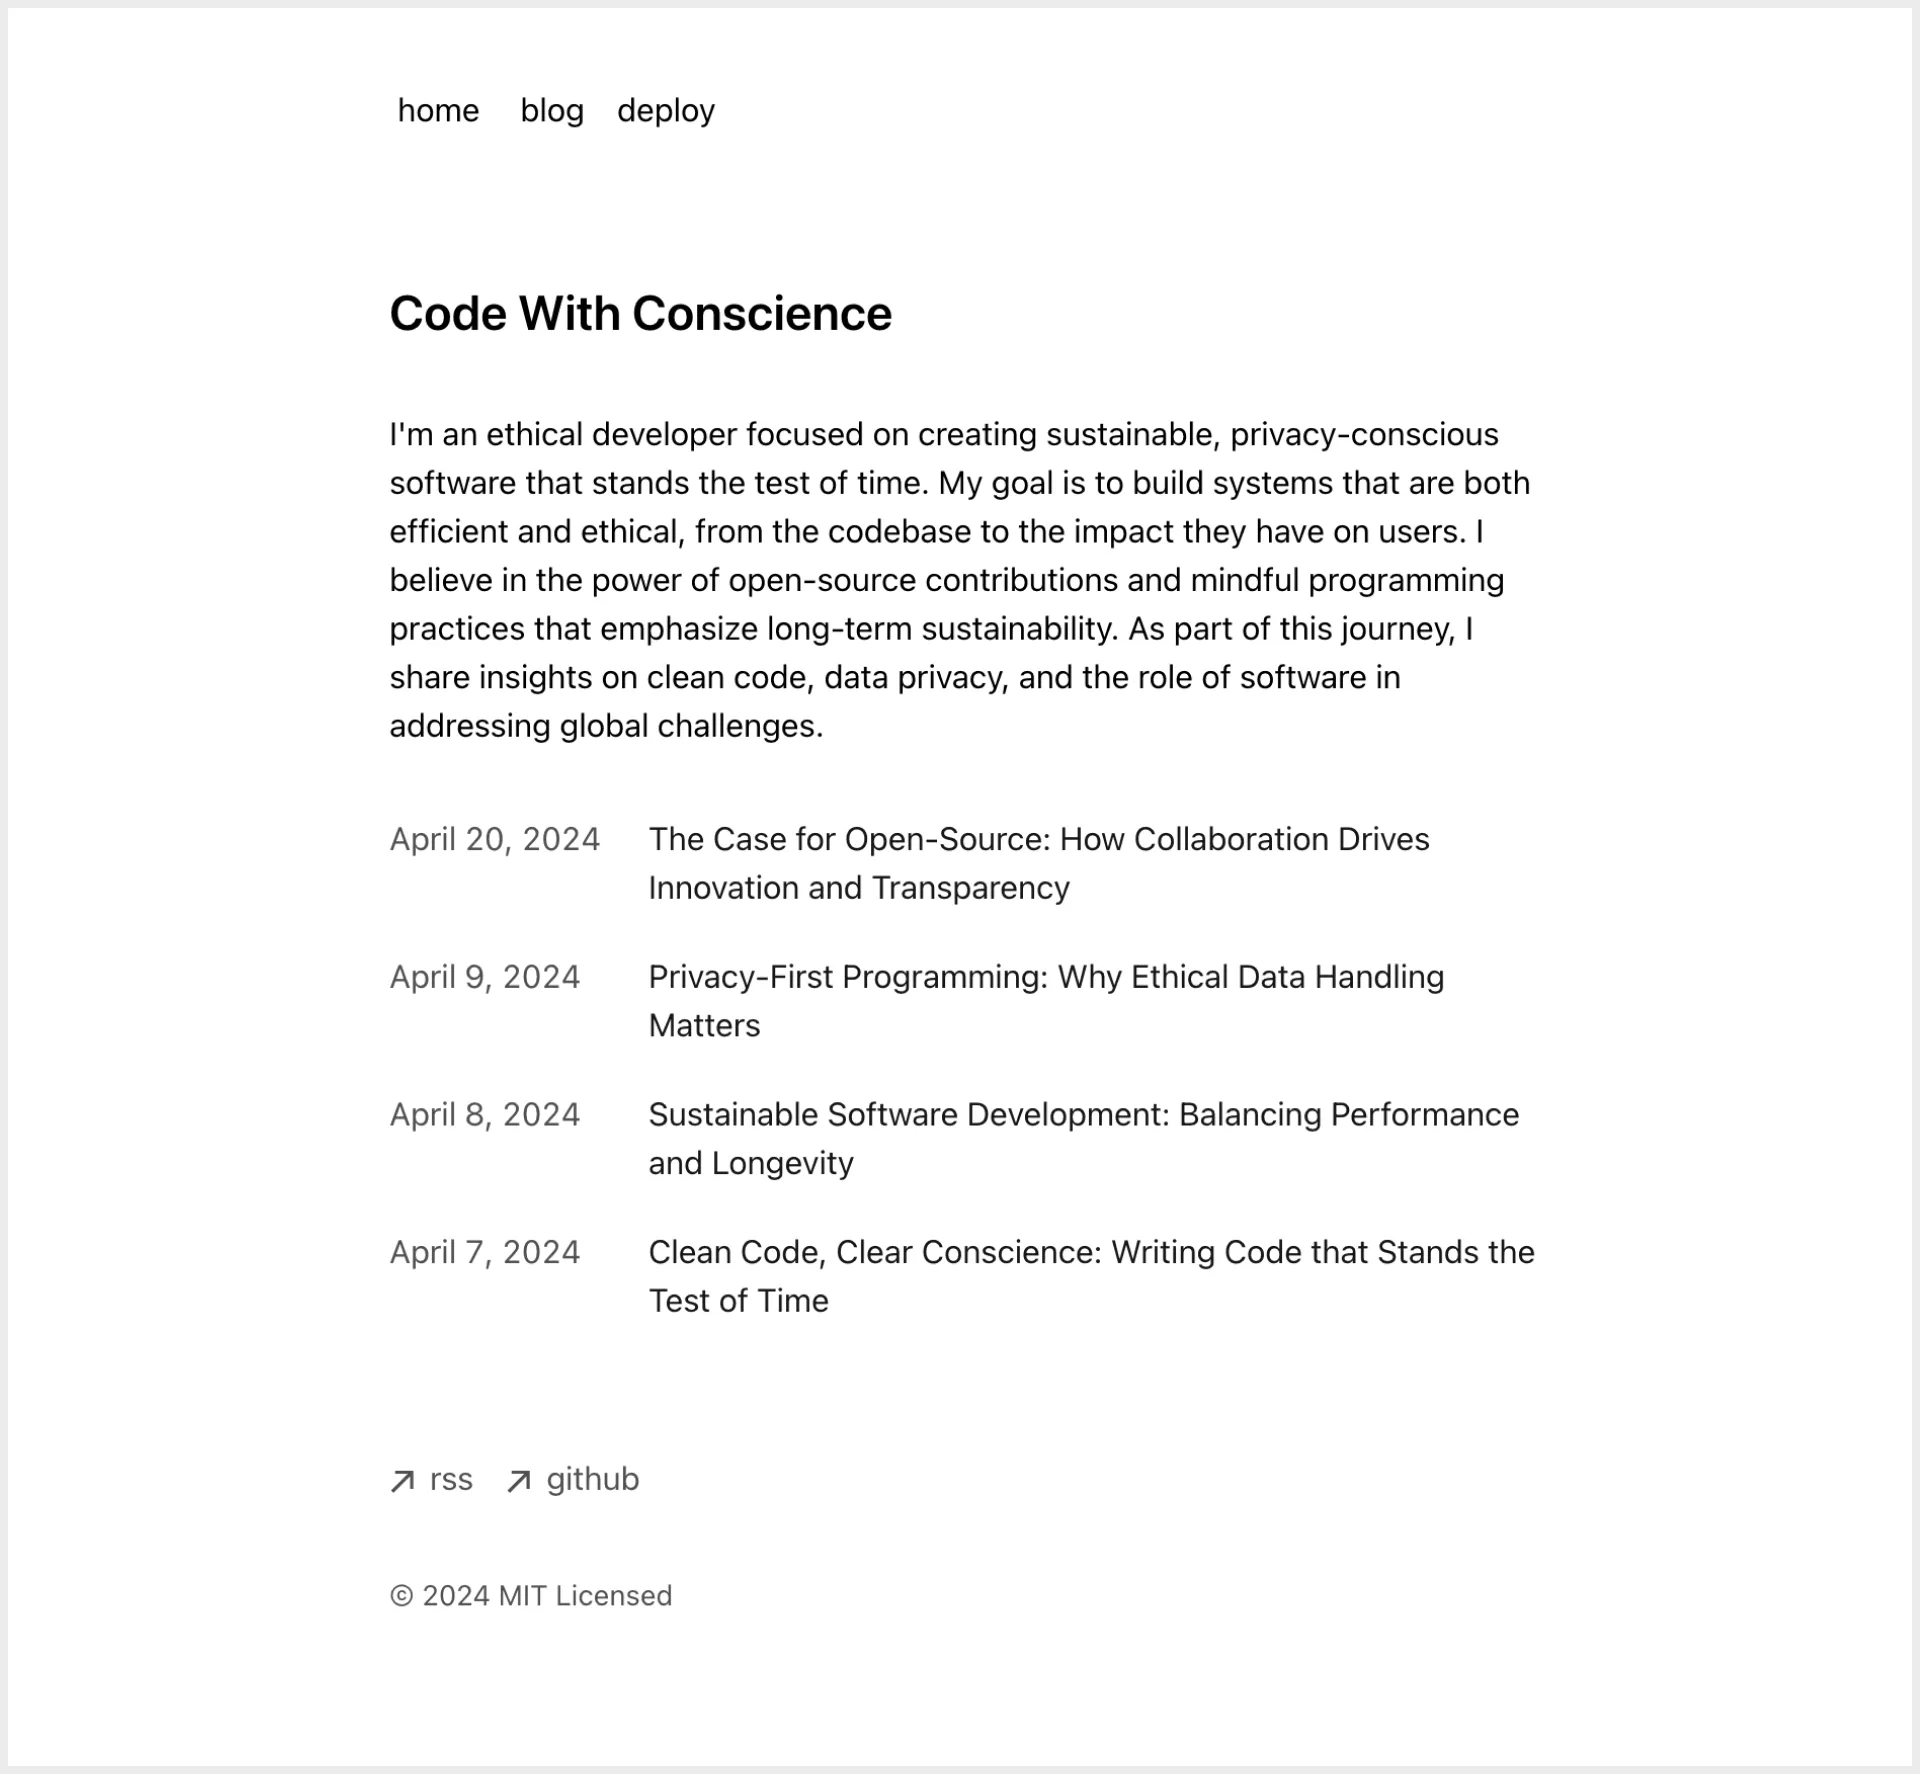 home blog deploy
Code With Conscience
I'm an ethical developer focused on creating sustainable, privacy-conscious
software that stands the test of time. My goal is to build systems that are both
efficient and ethical, from the codebase to the impact they have on users. I
believe in the power of open-source contributions and mindful programming
practices that emphasize long-term sustainability. As part of this journey, I
share insights on clean code, data privacy, and the role of software in
addressing global challenges.
April 20, 2024 The Case for Open-Source: How Collaboration Drives
Innovation and Transparency
April 9, 2024 Privacy-First Programming: Why Ethical Data Handling
Matters
April 8, 2024 Sustainable Software Development: Balancing Performance
and Longevity
April 7, 2024 Clean Code, Clear Conscience: Writing Code that Stands the
Test of Time
rss github
© 2024 MIT Licensed